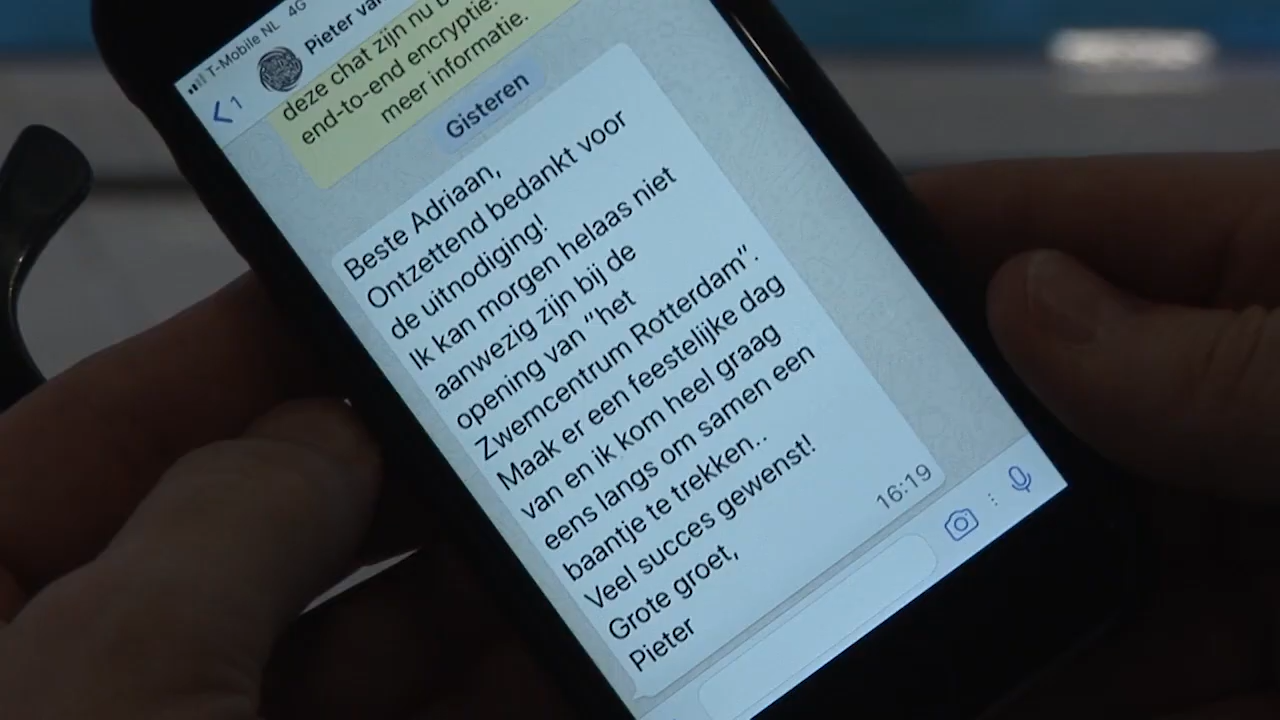 T-Mobile NL 4G
1
Pieter
deze chat zijn nu
end-to-end encryptie.
meer informatie.
Gisteren
Beste Adriaan,
Ontzettend bedankt voor
de uitnodiging!
Ik kan morgen helaas niet
aanwezig zijn bij de
opening van “het
Zwemcentrum Rotterdam”.
Maak er een feestelijke dag
van en ik kom heel graag
eens langs om samen een
baantje te trekken..
Veel succes gewenst!
Grote groet,
Pieter
16:19